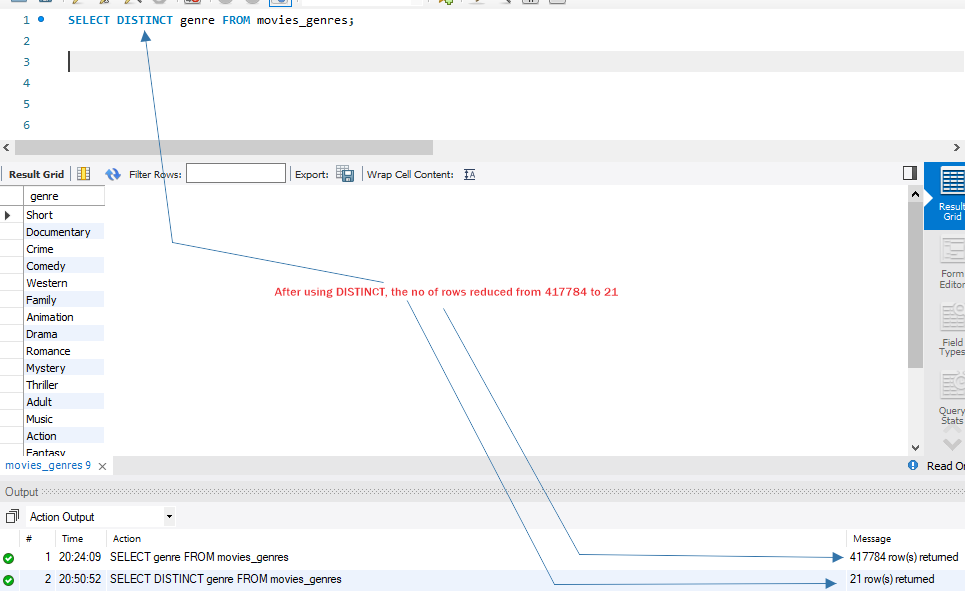 1 SELECT DISTINCT genre FROM movies_genres;
2
3
4
5
6
Result Grid Filter Rows: Export: Wrap Cell Content:
genre
Short
Documentary
Crime
Comedy
Western
Family
Animation
Drama
Romance
Mystery
Thriller
Adult
Music
Action
Fantasy
After using DISTINCT, the no of rows reduced from 417784 to 21
Result
Grid
Form
Editor
Field
Types
Query
Stats
movies_genres 9
Read
Output
Action Output
# Time Action Message
1 20:24:09 SELECT genre FROM movies_genres 417784 row(s) returned
2 20:50:52 SELECT DISTINCT genre FROM movies_genres 21 row(s) returned